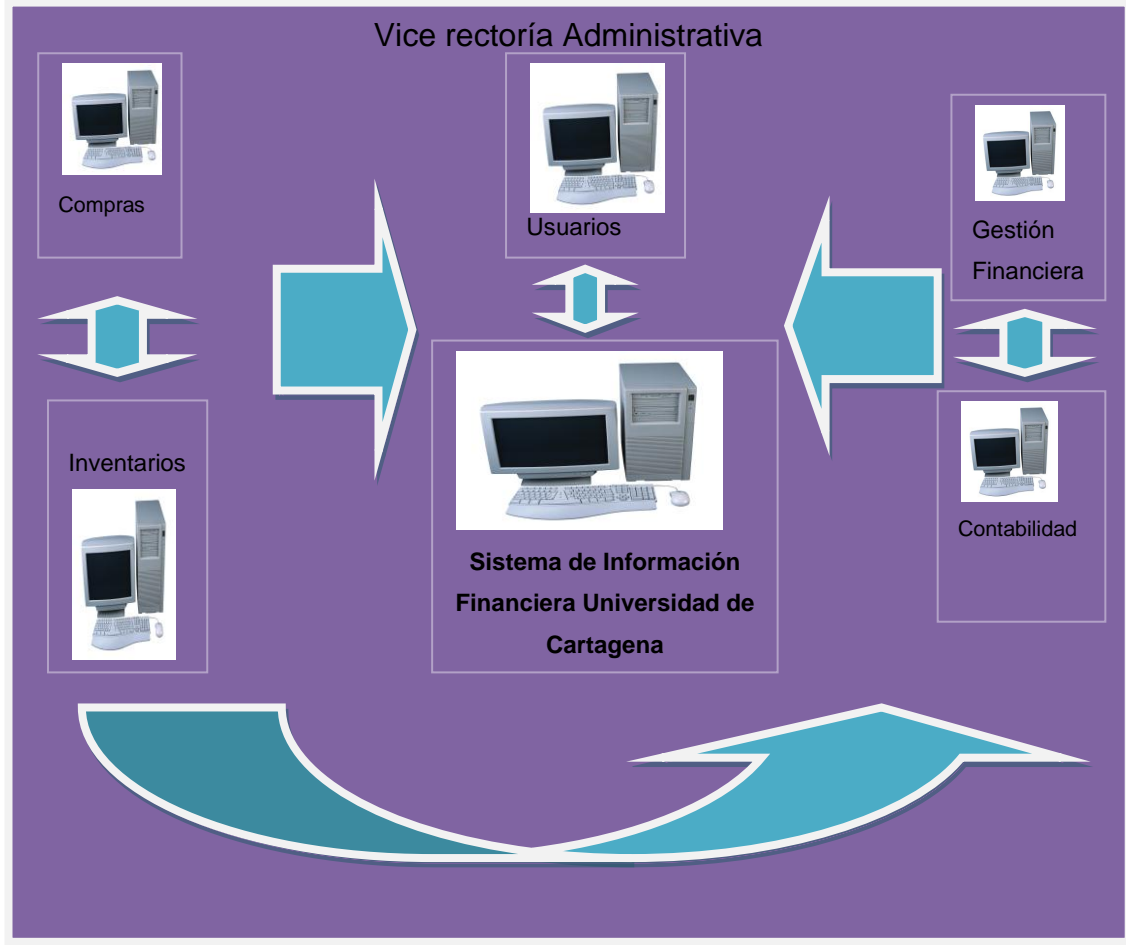 Vice rectoría Administrativa
Compras
Usuarios
Gestión
Financiera
Inventarios
Sistema de Información
Financiera Universidad de
Cartagena
Contabilidad